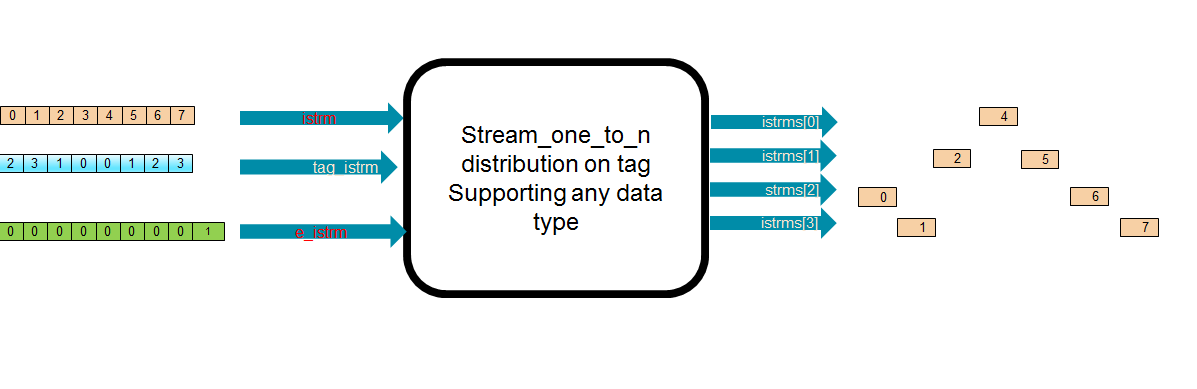 0 1 2 3 4 5 6 7
istrm
2 3 1 0 0 1 2 3
tag_istrm
0 0 0 0 0 0 0 0 1
e_istrm
Stream_one_to_n
distribution on tag
Supporting any data
type
istrms[0]
istrms[1]
strms[2]
istrms[3]
4
2 5
0 6
1 7